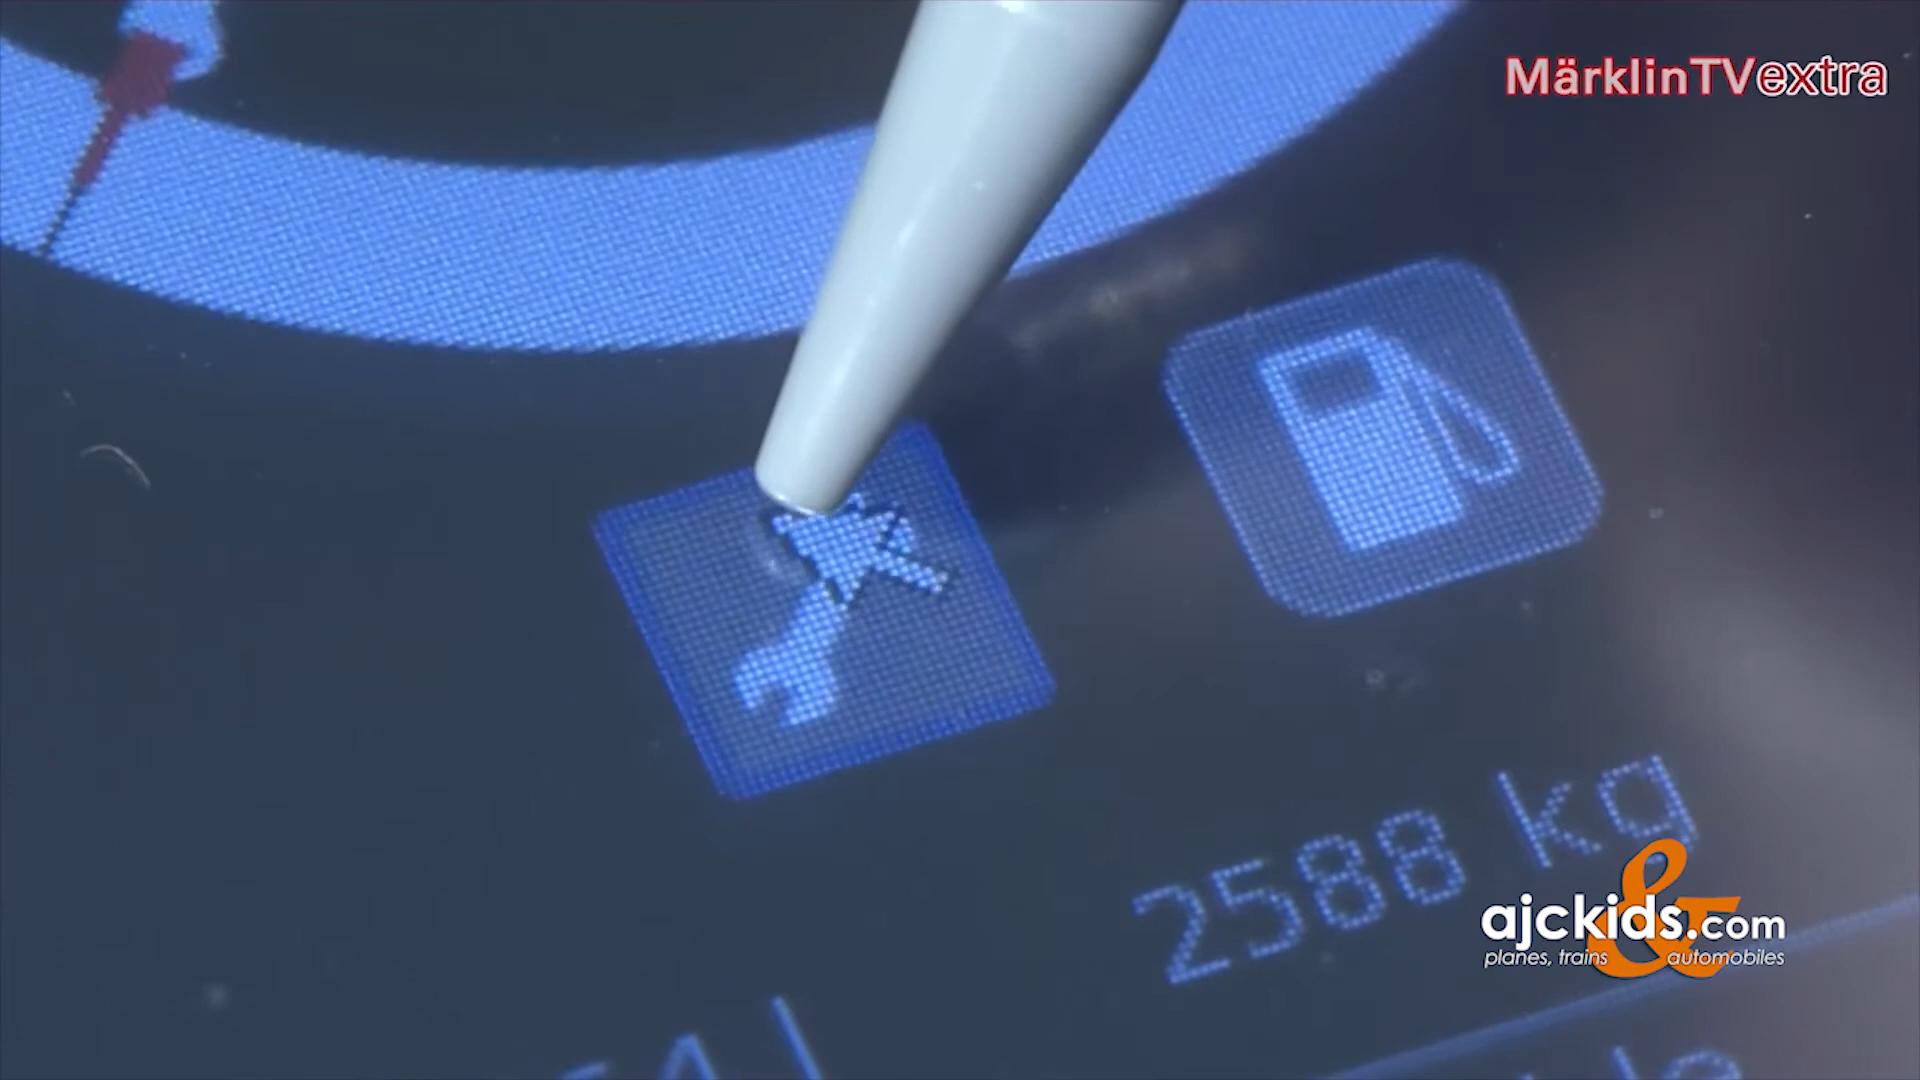 MärklinTVextra
2588 kg
ajckids.com
planes, trains & automobiles